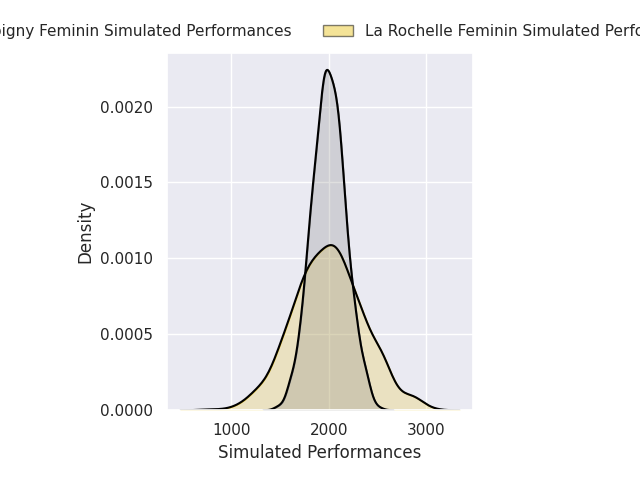 Feminin Simulated Performances
La Rochelle Feminin Simulated
0.0020
0.0015
0.0010
0.0005
0.0000
Density
1000 2000 3000
Simulated Performances